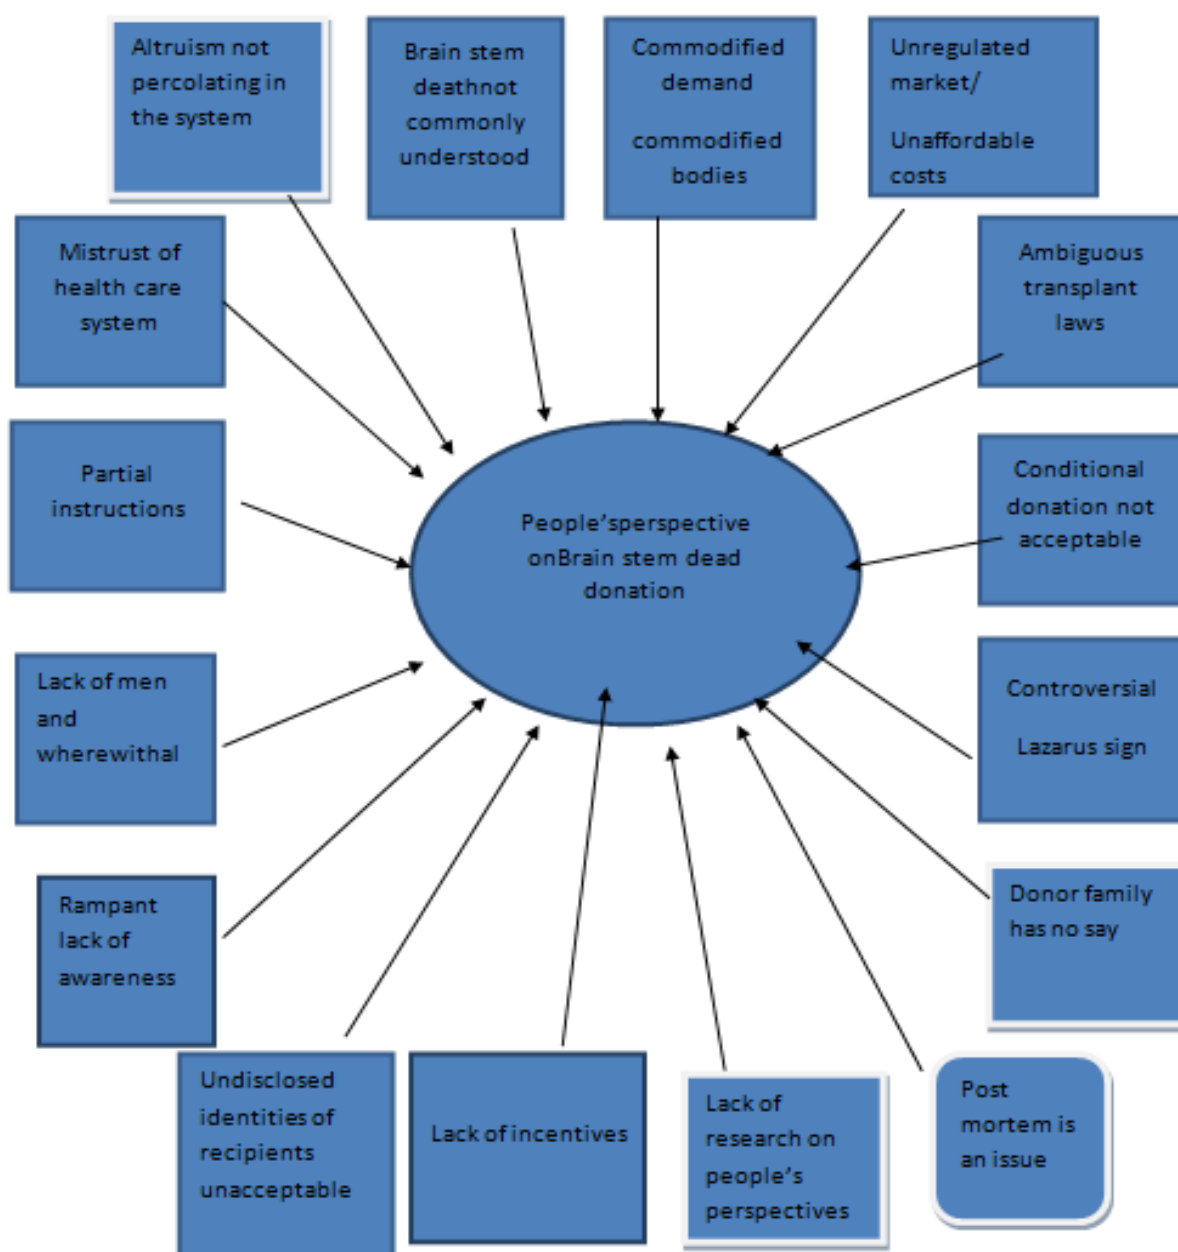 Altruism not
percolating in
the system
Brain stem
deathnot
commonly
understood
Commodified
demand
commodified
bodies
Unregulated
market/
Unaffordable
costs
Mistrust of
health care
system
Ambiguous
transplant
laws
Partial
instructions
People'sperspective
onBrain stem dead
donation
Conditional
donation not
acceptable
Lack of men
and
wherewithal
Controversial
Lazarus sign
Rampant
lack of
awareness
Donor family
has no say
Undisclosed
identities of
recipients
unacceptable
Lack of incentives
Lack of
research on
people's
perspectives
Post
mortem is
an issue